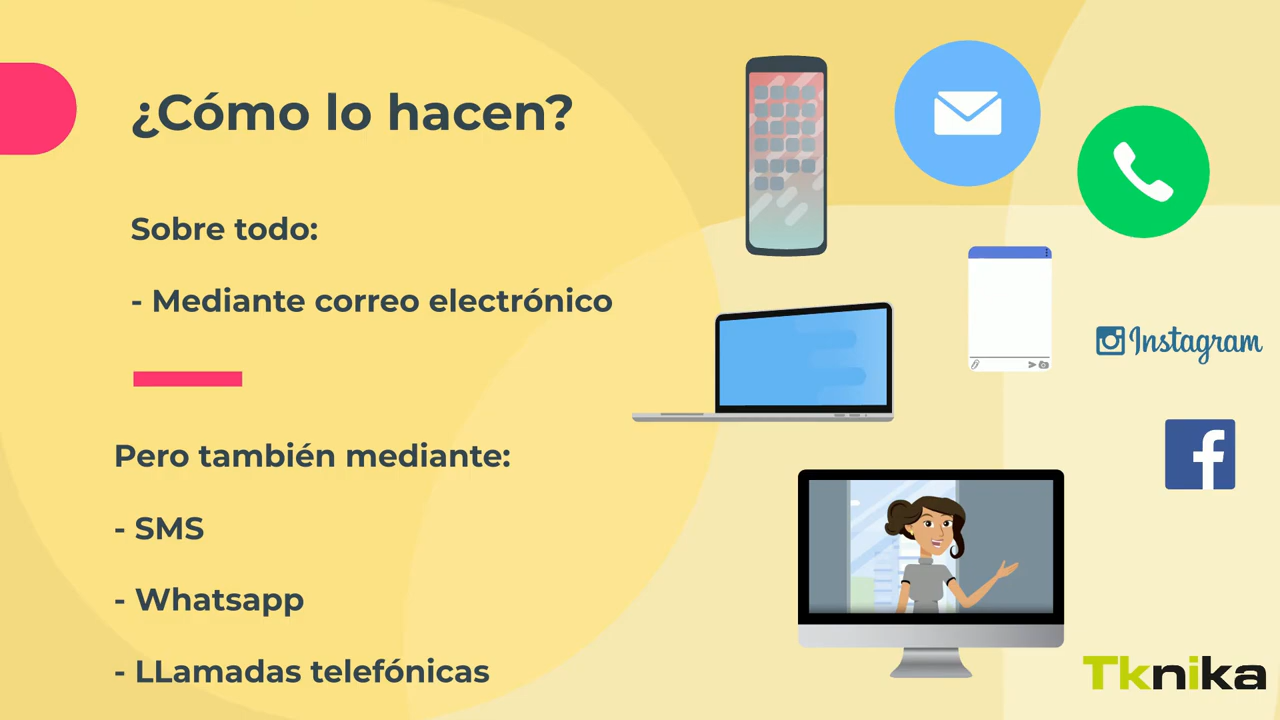 ¿Cómo lo hacen?
Sobre todo:
- Mediante correo electrónico
Pero también mediante:
- SMS
- Whatsapp
- LLamadas telefónicas
Instagram
f
Tknika